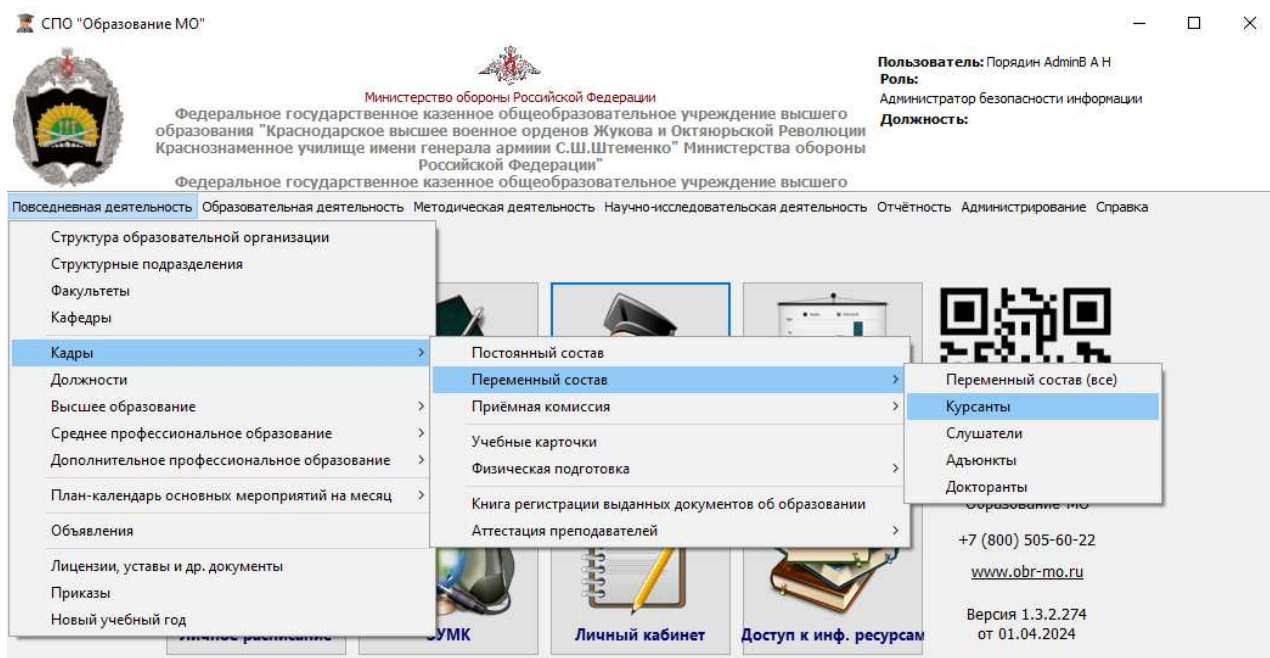 СПО "Образование МО"
Министерство обороны Российской Федерации
Федеральное государственное казенное общеобразовательное учреждение высшего
образования "Краснодарское высшее военное орденов Жукова и Октяюрьской Революции
Краснознаменное училище имени генерала армиии С.Ш.Штеменко" Министерства обороны
Российской Федерации"
Федеральное государственное казенное общеобразовательное учреждение высшего
Пользователь: Порядин AdminB А Н
Роль:
Администратор безопасности информации
Должность:
Повседневная деятельность Образовательная деятельность Методическая деятельность Научно-исследовательская деятельность Отчётность Администрирование Справка
Структура образовательной организации
Структурные подразделения
Факультеты
Кафедры
Кадры
Должности
Высшее образование
Среднее профессиональное образование
Дополнительное профессиональное образование
План-календарь основных мероприятий на месяц
Объявления
Лицензии, уставы и др. документы
Приказы
Новый учебный год
Постоянный состав
Переменный состав
Приёмная комиссия
Учебные карточки
Физическая подготовка
Книга регистрации выданных документов об образовании
Аттестация преподавателей
Переменный состав (все)
Курсанты
Слушатели
Адъюнкты
Докторанты
+7 (800) 505-60-22
www.obr-mo.ru
Версия 1.3.2.274
от 01.04.2024
Личный кабинет
Доступ к инф. ресурсам